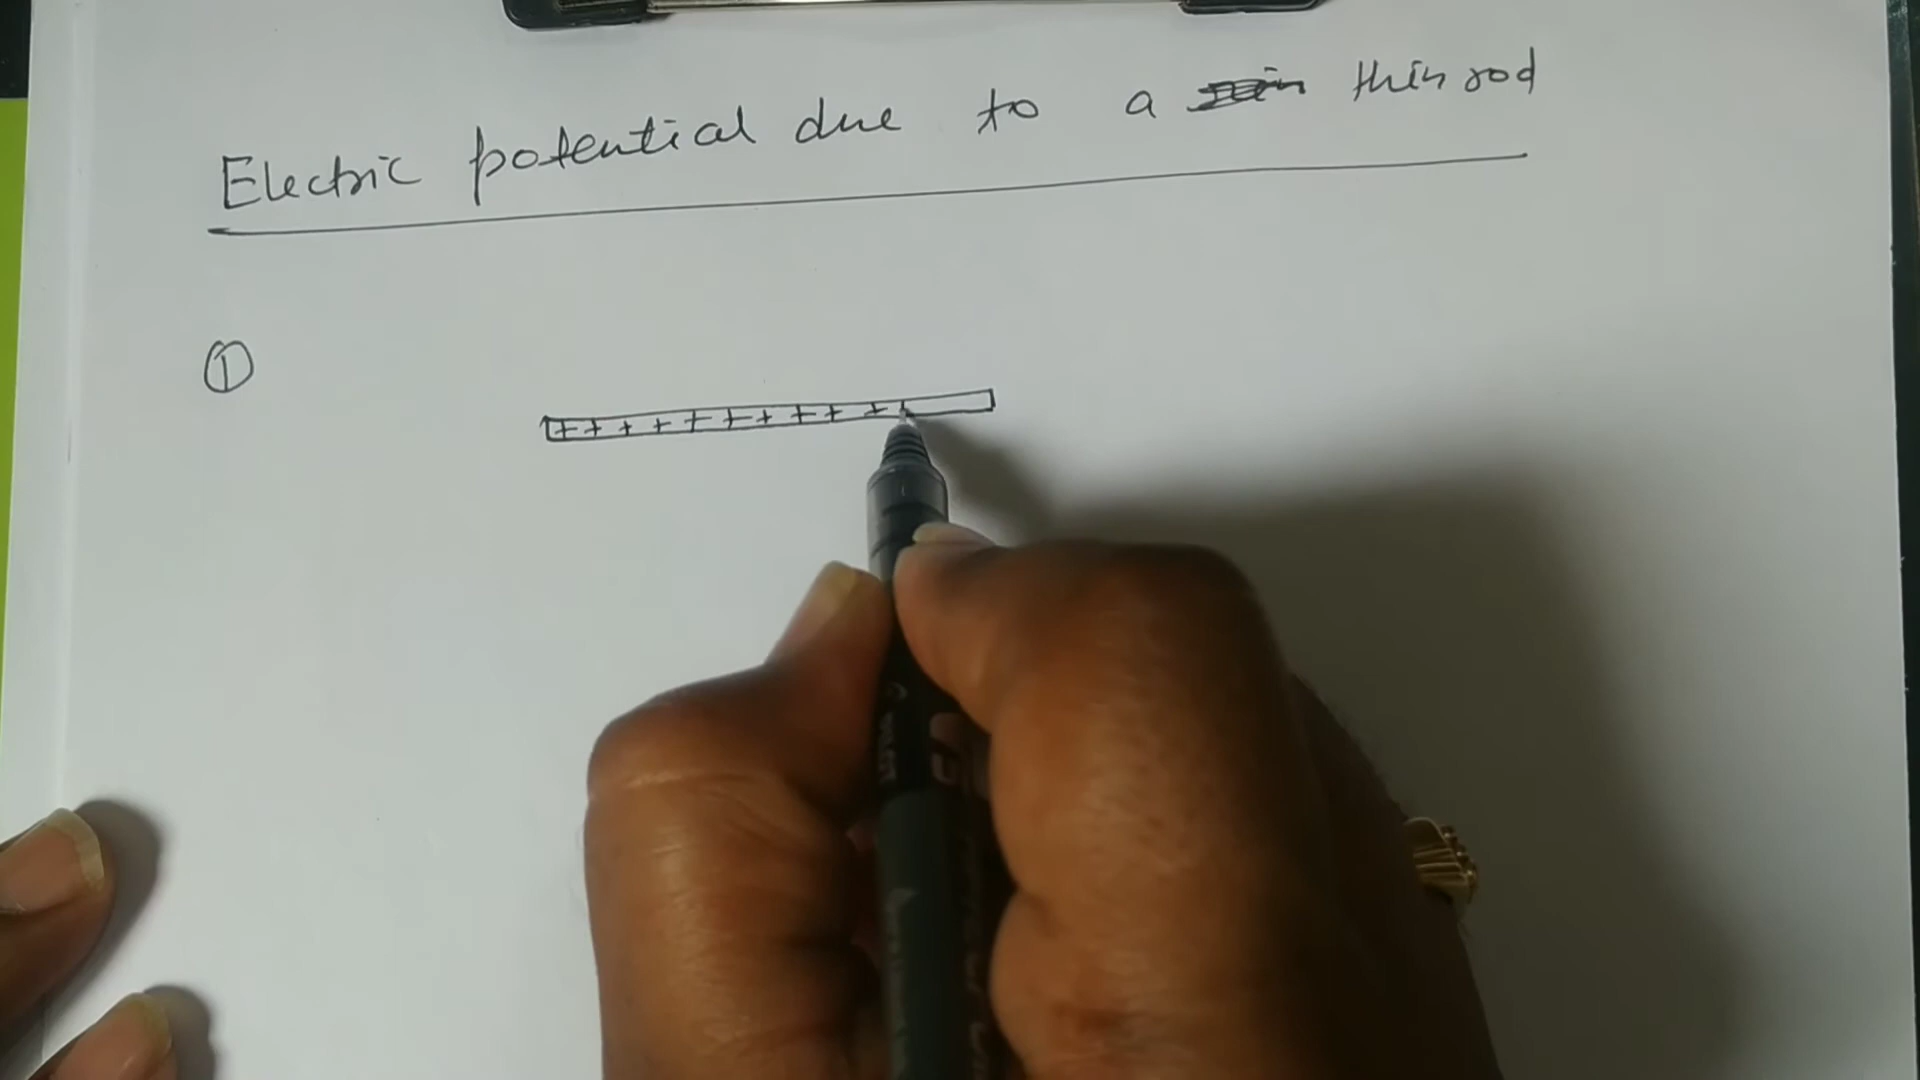 Electric potential due to a thin rod
①
+ + + + + + + + + + +